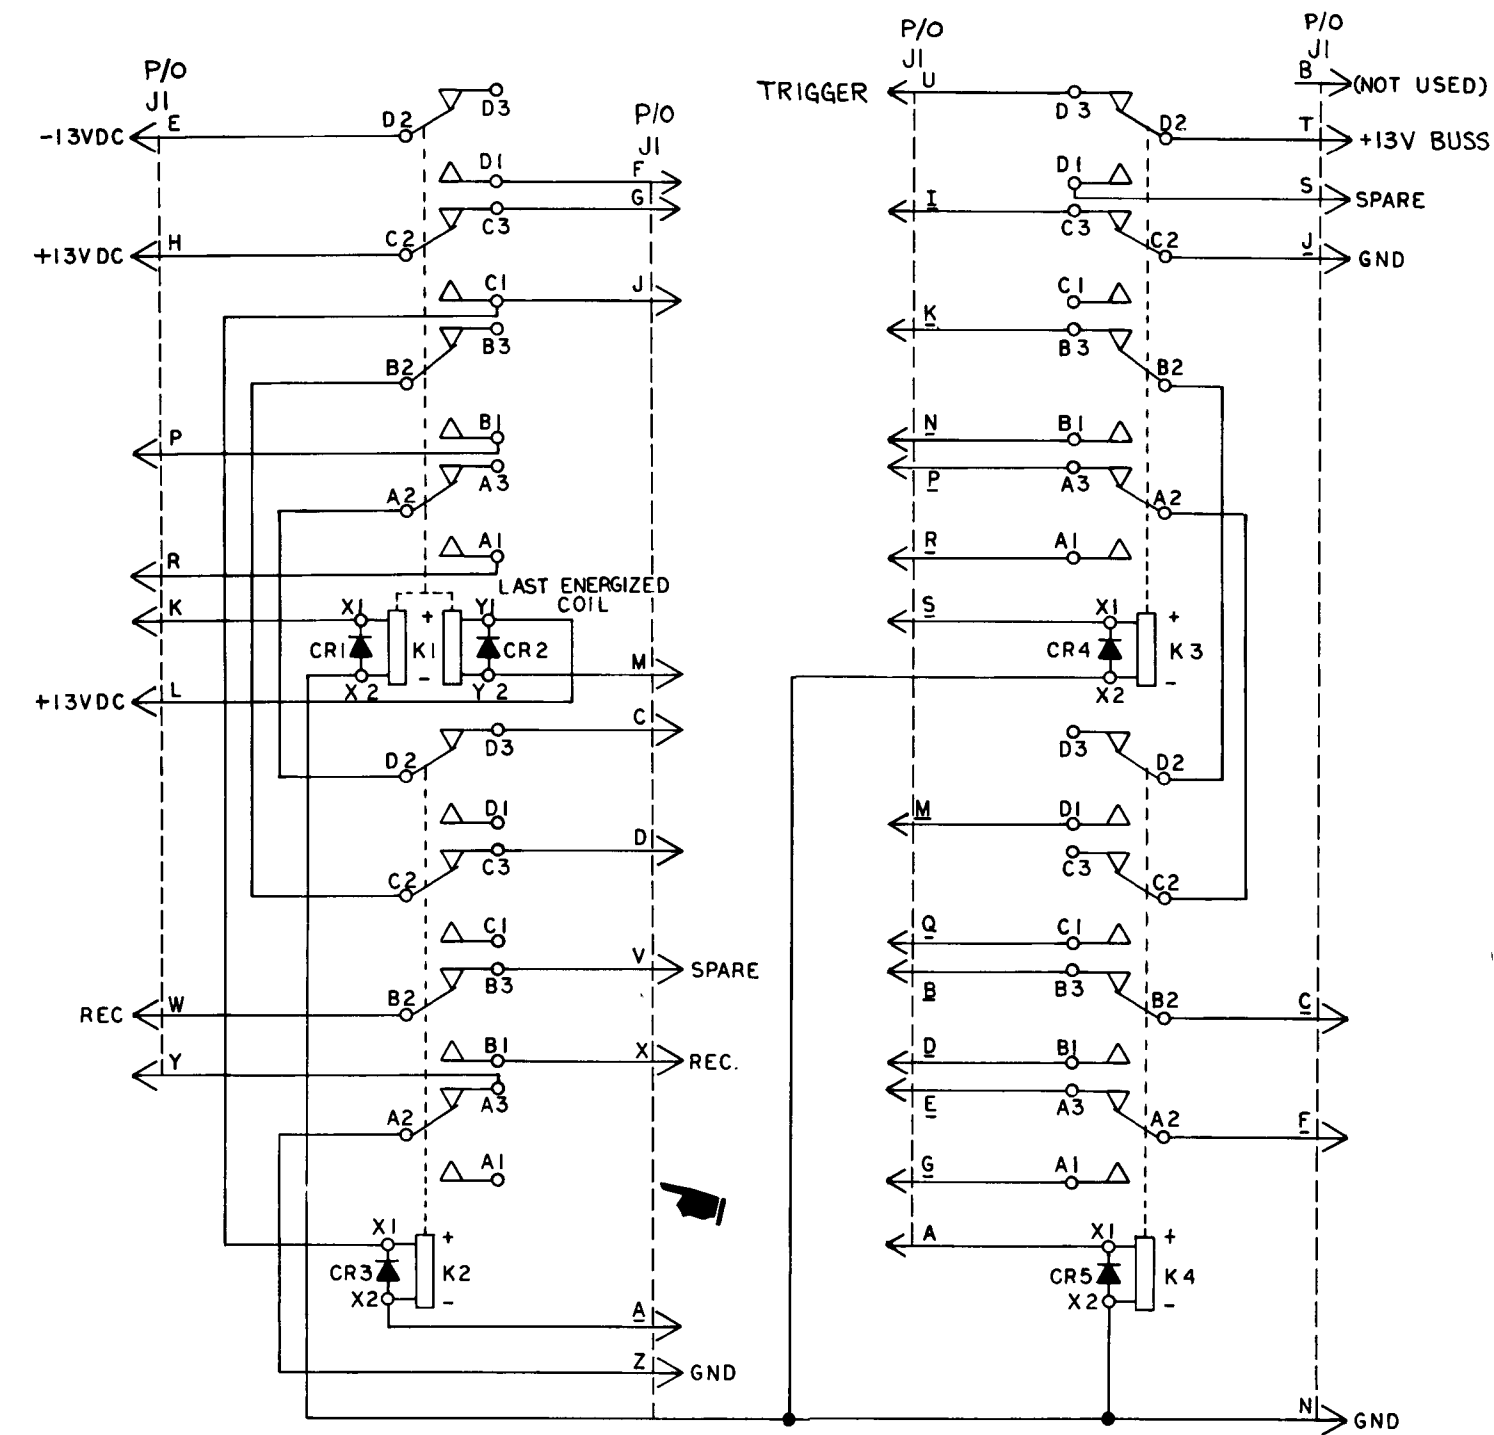 P/O
J1
E
-13VDC
D2
D3
D1
P/O
J1
F
G
C3
H
+13VDC
C2
C1
J
B3
B2
B1
P
A3
A2
A1
R
LAST ENERGIZED
COIL
K
X1
+
Y1
CR1
K1
CR2
-
X2
Y2
M
L
+13VDC
C
D3
D2
D1
D
C3
C2
C1
V
SPARE
B3
B2
W
REC
B1
X
REC.
Y
A3
A2
A1
X1
+
CR3
K2
X2
-
A
Z
GND
P/O
J1
U
TRIGGER
D3
D2
P/O
J1
B
(NOT USED)
T
+13V BUSS
D1
S
SPARE
I
C3
C2
J
GND
C1
K
B3
B2
N
B1
P
A3
A2
R
A1
S
X1
+
CR4
K3
X2
-
D3
D2
M
D1
C3
C2
Q
C1
B
B3
B2
C
D
B1
E
A3
A2
F
G
A1
A
X1
+
CR5
K4
X2
-
N
GND